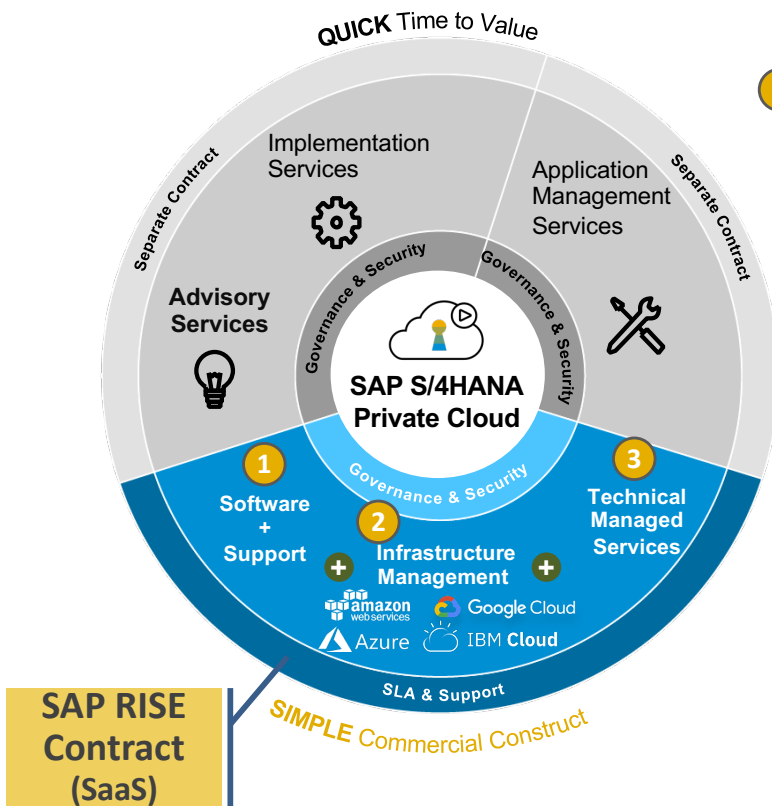 QUICK Time to Value
Separate Contract
Implementation
Services
Application
Management
Services
Separate Contract
Advisory
Services
Governance & Security
Governance & Security
SAP S/4HANA
Private Cloud
Governance & Security
1
Software
+
Support
2
Infrastructure
Management
3
Technical
Managed
Services
+
+
amazon
webservices
Google Cloud
Azure
IBM Cloud
SLA & Support
SIMPLE Commercial Construct
SAP RISE
Contract
(SaaS)